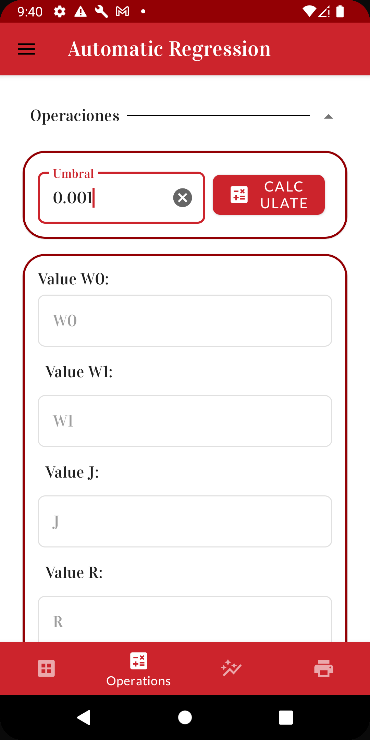 9:40
Automatic Regression
Operaciones
Umbral
0.001
CALC
ULATE
Value W0:
W0
Value W1:
W1
Value J:
J
Value R:
R
Operations